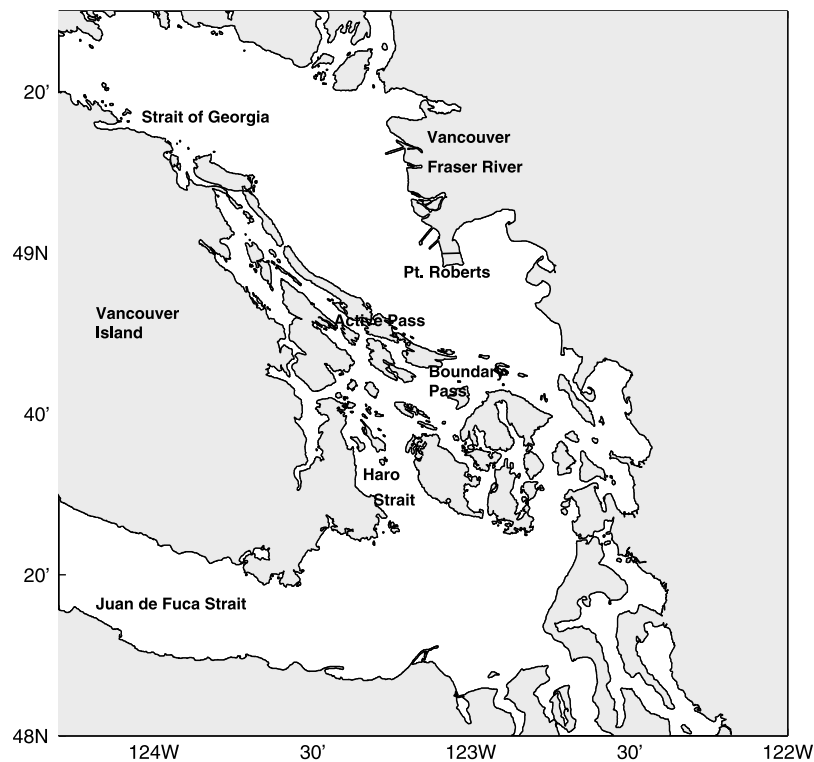 20’
Strait of Georgia
Vancouver
Fraser River
49N
Pt. Roberts
Vancouver
Island
Active Pass
Boundary
Pass
40’
Haro
Strait
20’
Juan de Fuca Strait
48N
124W
30’
123W
30’
122W